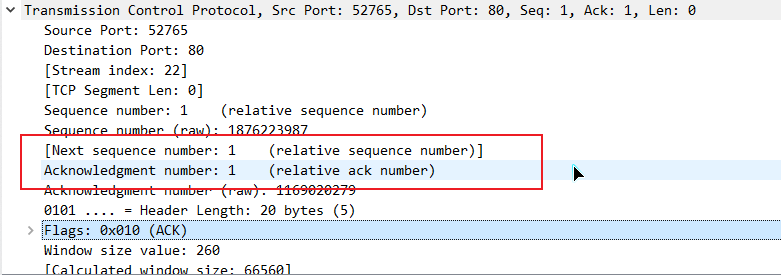 Transmission Control Protocol, Src Port: 52765, Dst Port: 80, Seq: 1, Ack: 1, Len: 0
Source Port: 52765
Destination Port: 80
[Stream index: 22]
[TCP Segment Len: 0]
Sequence number: 1    (relative sequence number)
Sequence number (raw): 1876223987
[Next sequence number: 1    (relative sequence number)]
Acknowledgment number: 1    (relative ack number)
Acknowledgment number (raw): 1169020279
0101 .... = Header Length: 20 bytes (5)
Flags: 0x010 (ACK)
Window size value: 260
[Calculated window size: 66560]